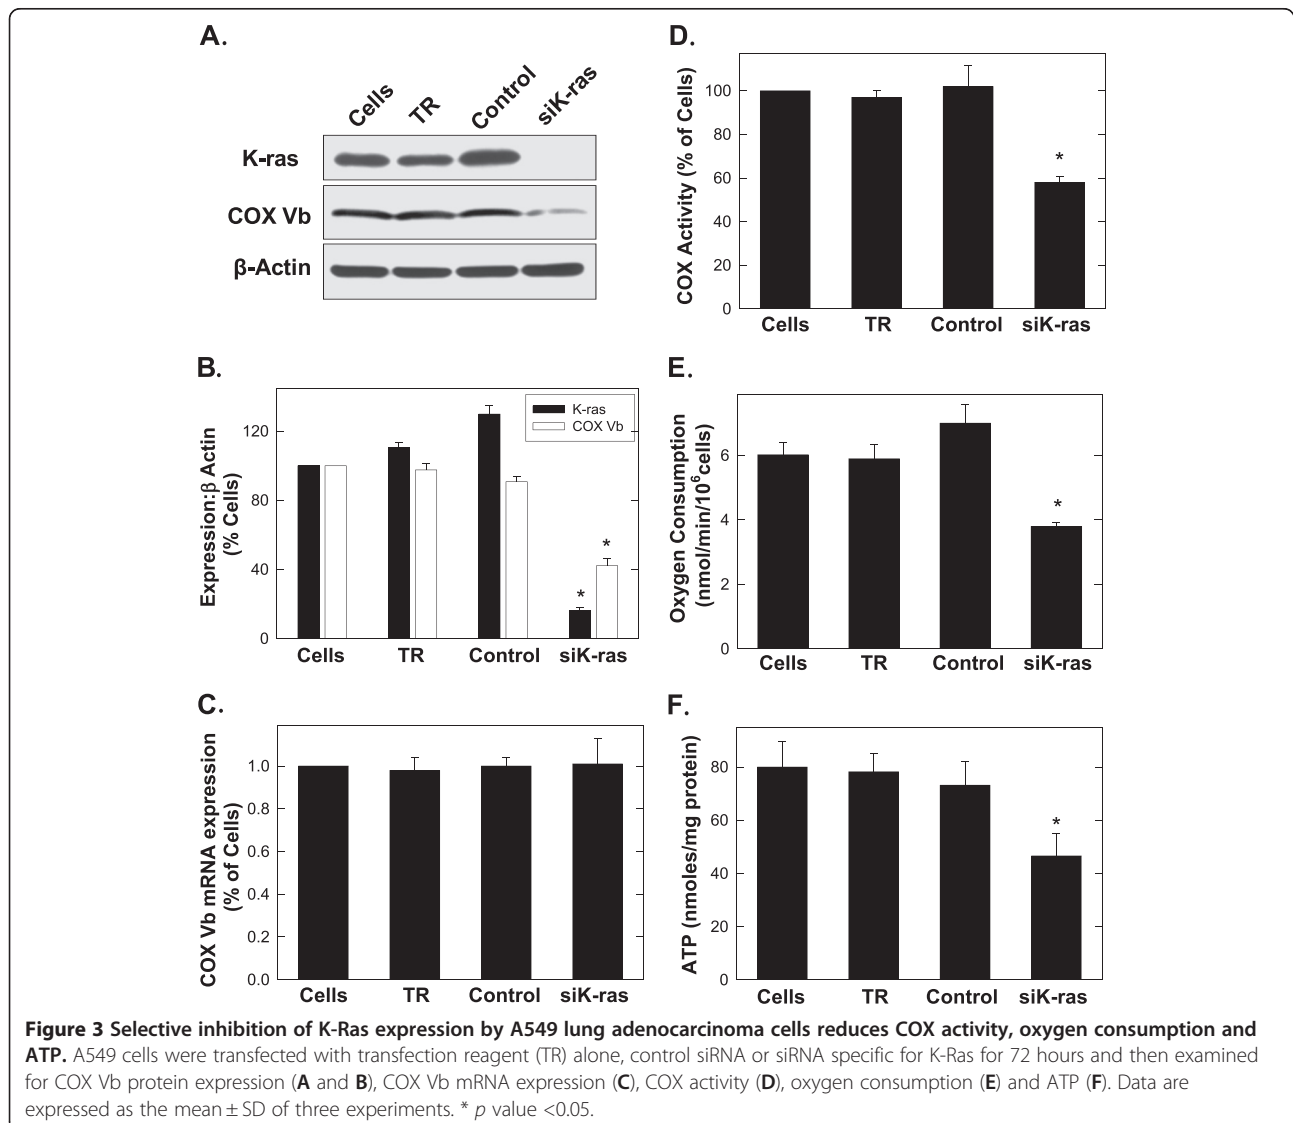 A.
Cells TR Control siK-ras
K-ras
COX Vb
β-Actin
B.
Expression:β Actin
(% Cells)
120
80
40
0
K-ras
COX Vb
*
*
Cells TR Control siK-ras
C.
COX Vb mRNA expression
(% of Cells)
1.0
0.8
0.6
0.4
0.2
0.0
Cells TR Control siK-ras
D.
COX Activity (% of Cells)
100
80
60
40
20
0
*
Cells TR Control siK-ras
E.
Oxygen Consumption
(nmol/min/10⁶cells)
6
4
2
0
*
Cells TR Control siK-ras
F.
ATP (nmoles/mg protein)
80
60
40
20
0
*
Cells TR Control siK-ras
Figure 3 Selective inhibition of K-Ras expression by A549 lung adenocarcinoma cells reduces COX activity, oxygen consumption and
ATP. A549 cells were transfected with transfection reagent (TR) alone, control siRNA or siRNA specific for K-Ras for 72 hours and then examined
for COX Vb protein expression (A and B), COX Vb mRNA expression (C), COX activity (D), oxygen consumption (E) and ATP (F). Data are
expressed as the mean ± SD of three experiments. * p value <0.05.